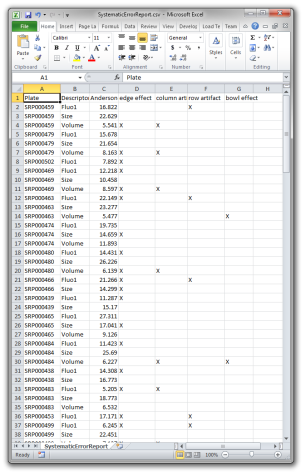 SystematicErrorReport.csv - Microsoft Excel
File Home Insert Page La Formul Data Review View Develop Load Te Team
Paste
Calibri 11
B I U A A
General
$ % ,
Styles Cells
Clipboard Font Alignment Number Editing
A1 fx Plate
A B C D E F G H
1 Plate Descripto Anderson edge effect column arti row artifact bowl effect
2 SRP000459 Fluo1 16.822 X
3 SRP000459 Size 22.629
4 SRP000459 Volume 5.541 X X
5 SRP000479 Fluo1 15.678
6 SRP000479 Size 21.654
7 SRP000479 Volume 8.163 X X
8 SRP000502 Fluo1 7.892 X
9 SRP000469 Fluo1 12.218 X
10 SRP000469 Size 10.458
11 SRP000469 Volume 8.597 X X
12 SRP000463 Fluo1 22.149 X X
13 SRP000463 Size 23.277
14 SRP000463 Volume 5.477 X
15 SRP000474 Fluo1 19.735
16 SRP000474 Size 14.659 X
17 SRP000474 Volume 11.893
18 SRP000480 Fluo1 14.431 X
19 SRP000480 Size 26.226
20 SRP000480 Volume 6.139 X X
21 SRP000466 Fluo1 21.266 X X
22 SRP000466 Size 14.299 X
23 SRP000439 Fluo1 11.287 X
24 SRP000439 Size 15.17
25 SRP000465 Fluo1 27.311
26 SRP000465 Size 17.041 X
27 SRP000465 Volume 9.126
28 SRP000484 Fluo1 11.423 X
29 SRP000484 Size 25.69
30 SRP000484 Volume 6.227 X X
31 SRP000438 Fluo1 14.308 X
32 SRP000438 Size 16.773
33 SRP000483 Fluo1 5.205 X X
34 SRP000483 Size 18.773
35 SRP000483 Volume 6.532
36 SRP000453 Fluo1 17.171 X X
37 SRP000499 Fluo1 6.245 X X
38 SRP000499 Size 22.451
SystematicErrorReport
Ready 100%